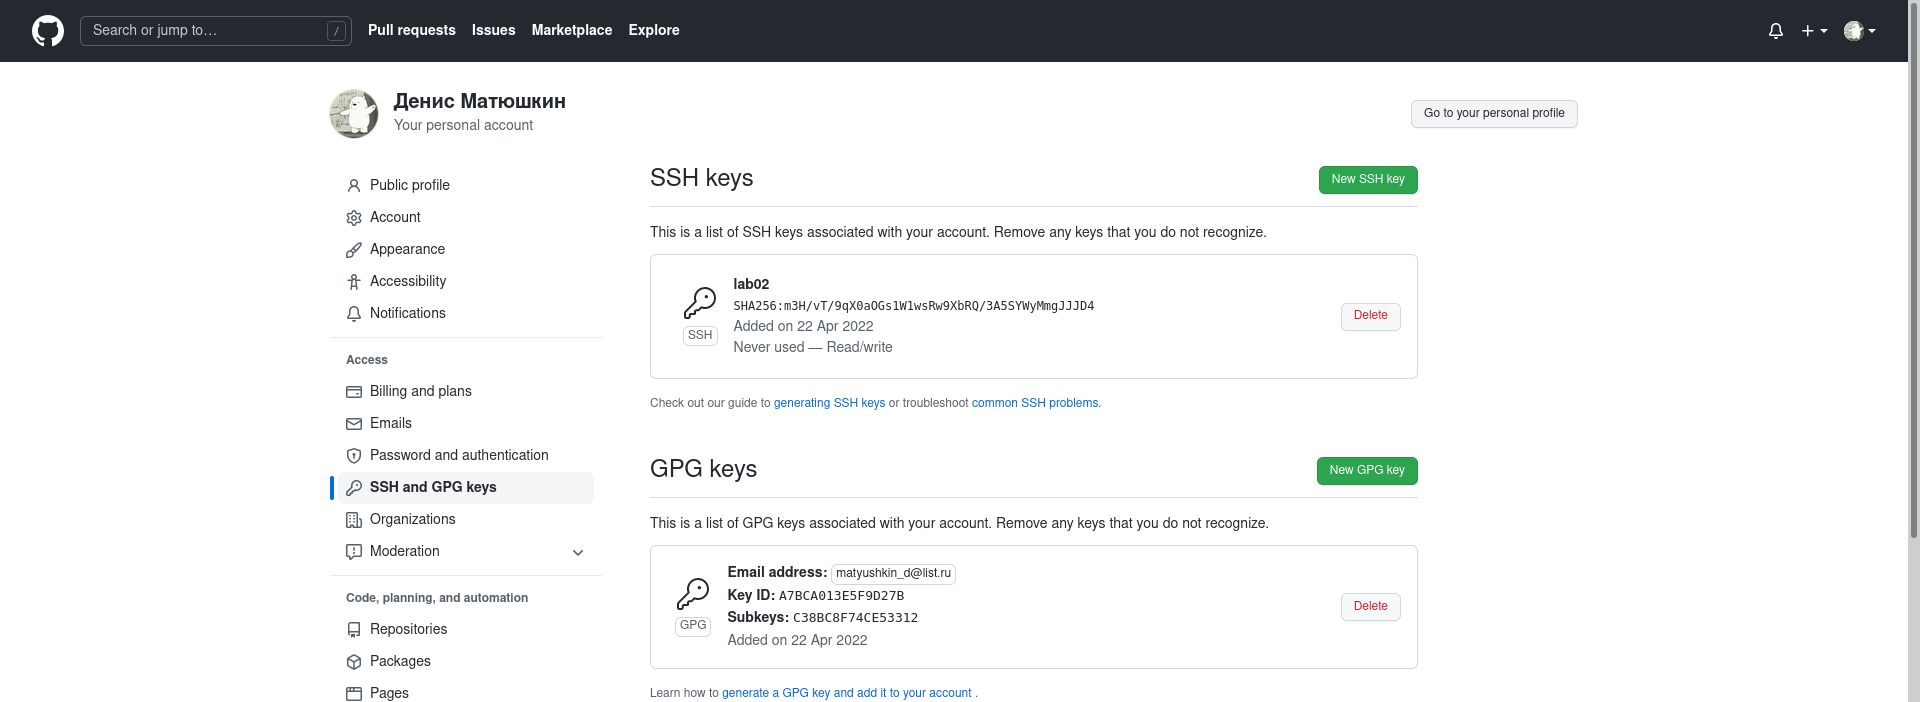 Search or jump to…
/
Pull requests
Issues
Marketplace
Explore
Денис Матюшкин
Your personal account
Go to your personal profile
Public profile
Account
Appearance
Accessibility
Notifications
Access
Billing and plans
Emails
Password and authentication
SSH and GPG keys
Organizations
Moderation
Code, planning, and automation
Repositories
Packages
Pages
SSH keys
New SSH key
This is a list of SSH keys associated with your account. Remove any keys that you do not recognize.
lab02
SHA256:m3H/vT/9qX0aOGs1W1wsRw9XbRQ/3A5SYWyMmgJJJD4
Added on 22 Apr 2022
Never used — Read/write
SSH
Delete
Check out our guide to generating SSH keys or troubleshoot common SSH problems.
GPG keys
New GPG key
This is a list of GPG keys associated with your account. Remove any keys that you do not recognize.
Email address: matyushkin_d@list.ru
Key ID: A7BCA013E5F9D27B
Subkeys: C38BC8F74CE53312
Added on 22 Apr 2022
GPG
Delete
Learn how to generate a GPG key and add it to your account .